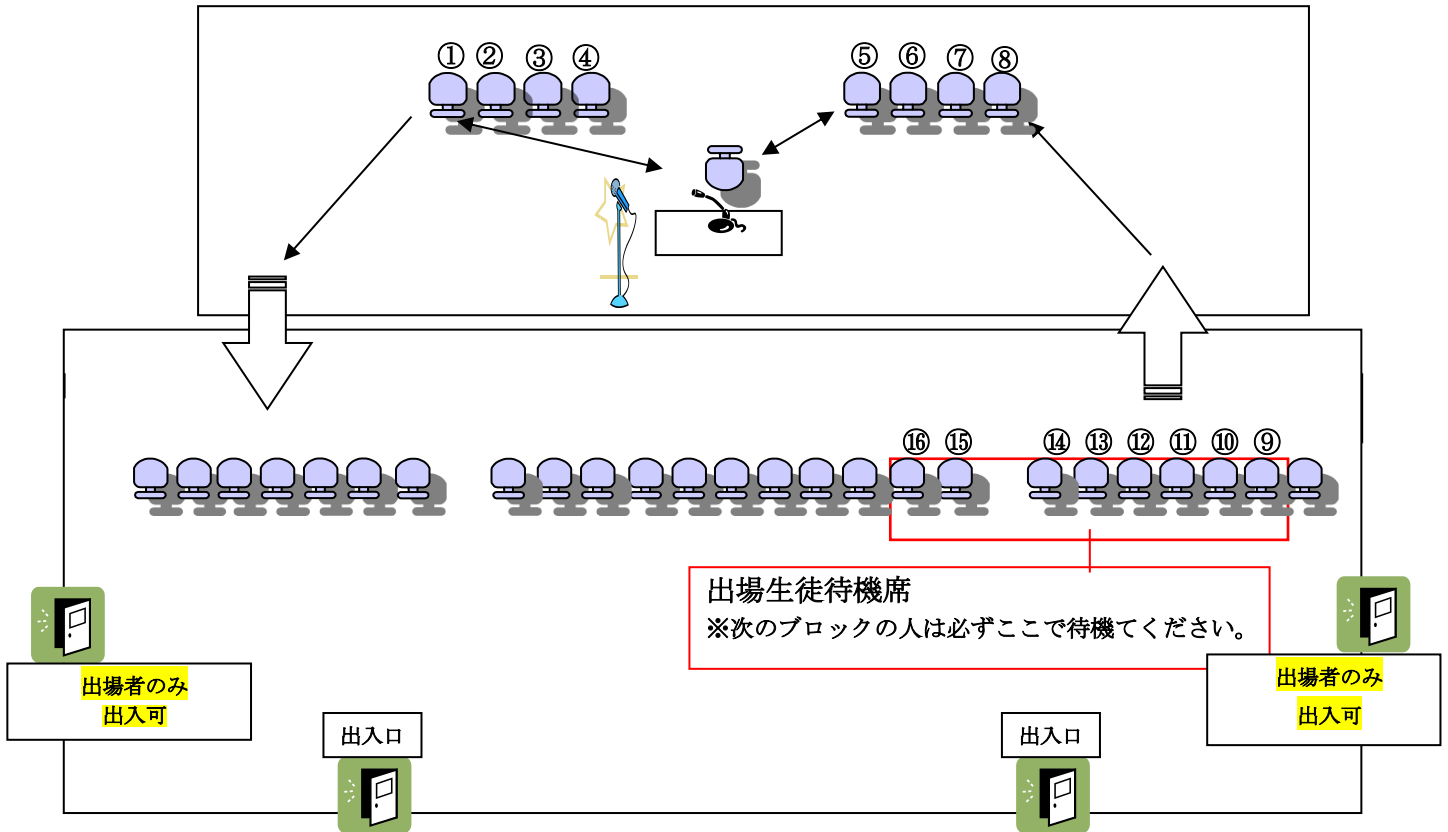 ① ② ③ ④ ⑤ ⑥ ⑦ ⑧
⑯ ⑮ ⑭ ⑬ ⑫ ⑪ ⑩ ⑨
出場生徒待機席
※次のブロックの人は必ずここで待機てください。
出場者のみ
出入可
出場者のみ
出入可
出入口
出入口